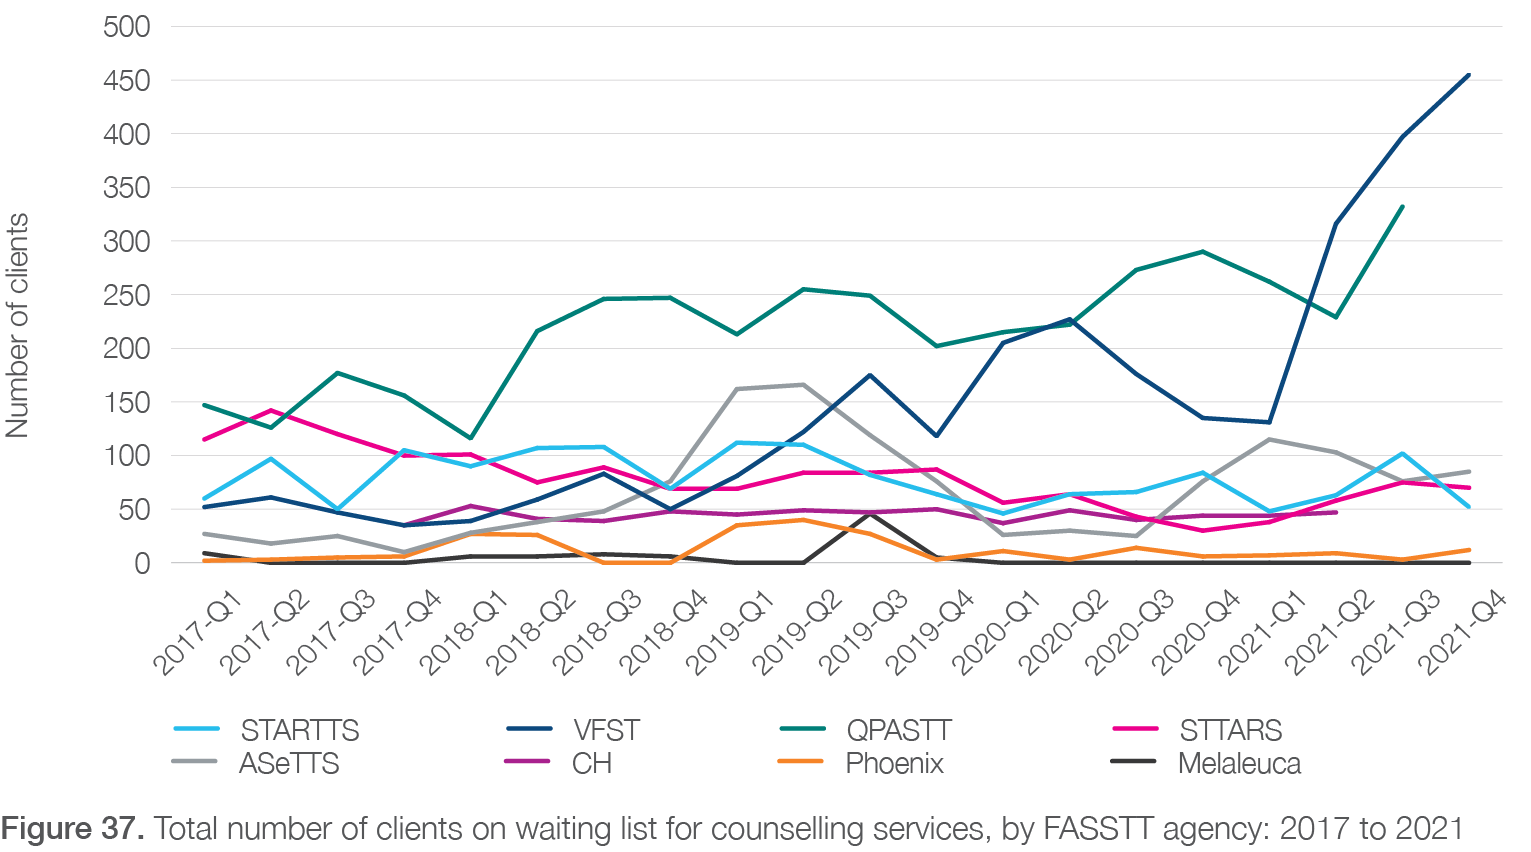 500
450
400
350
300
250
200
150
100
50
0
Number of clients
2017-Q1
2017-Q2
2017-Q3
2017-Q4
2018-Q1
2018-Q2
2018-Q3
2018-Q4
2019-Q1
2019-Q2
2019-Q3
2019-Q4
2020-Q1
2020-Q2
2020-Q3
2020-Q4
2021-Q1
2021-Q2
2021-Q3
2021-Q4
STARTTS VFST QPASTT STTARS
ASeTTS CH Phoenix Melaleuca
Figure 37. Total number of clients on waiting list for counselling services, by FASSTT agency: 2017 to 2021